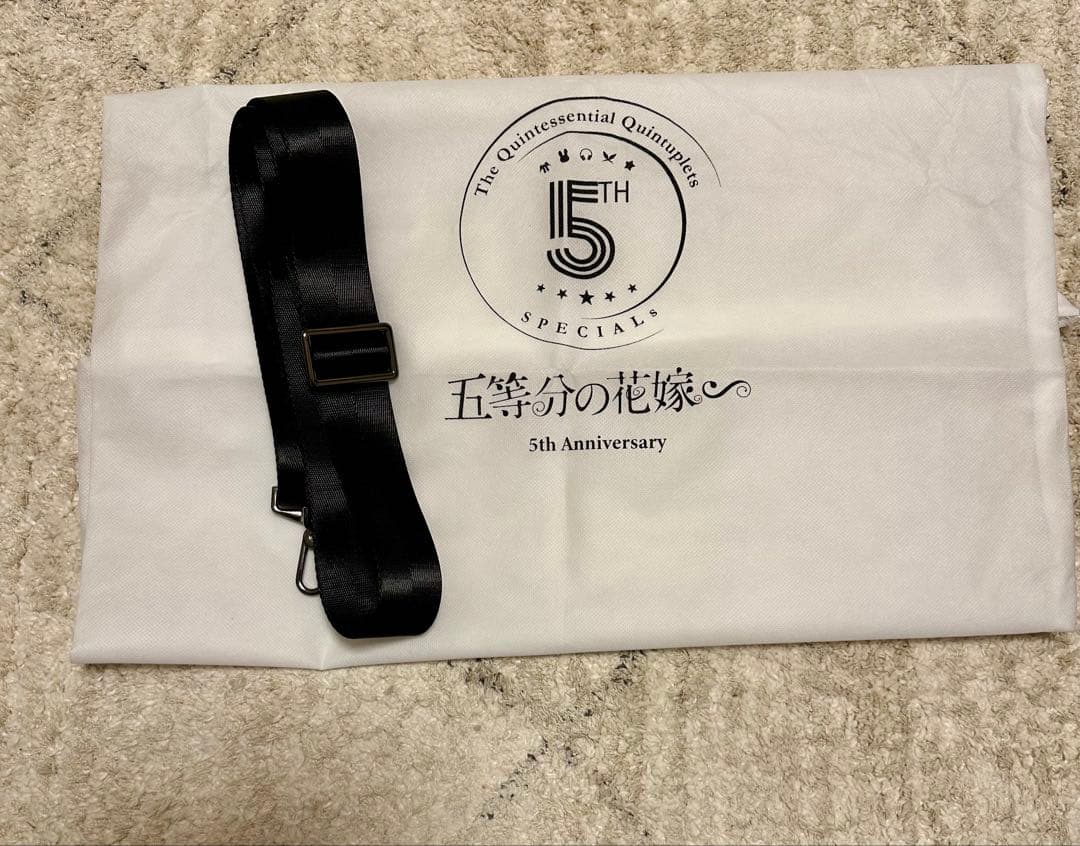 The Quintessential Quintuplets
5TH
SPECIALs
五等分の花嫁
5th Anniversary